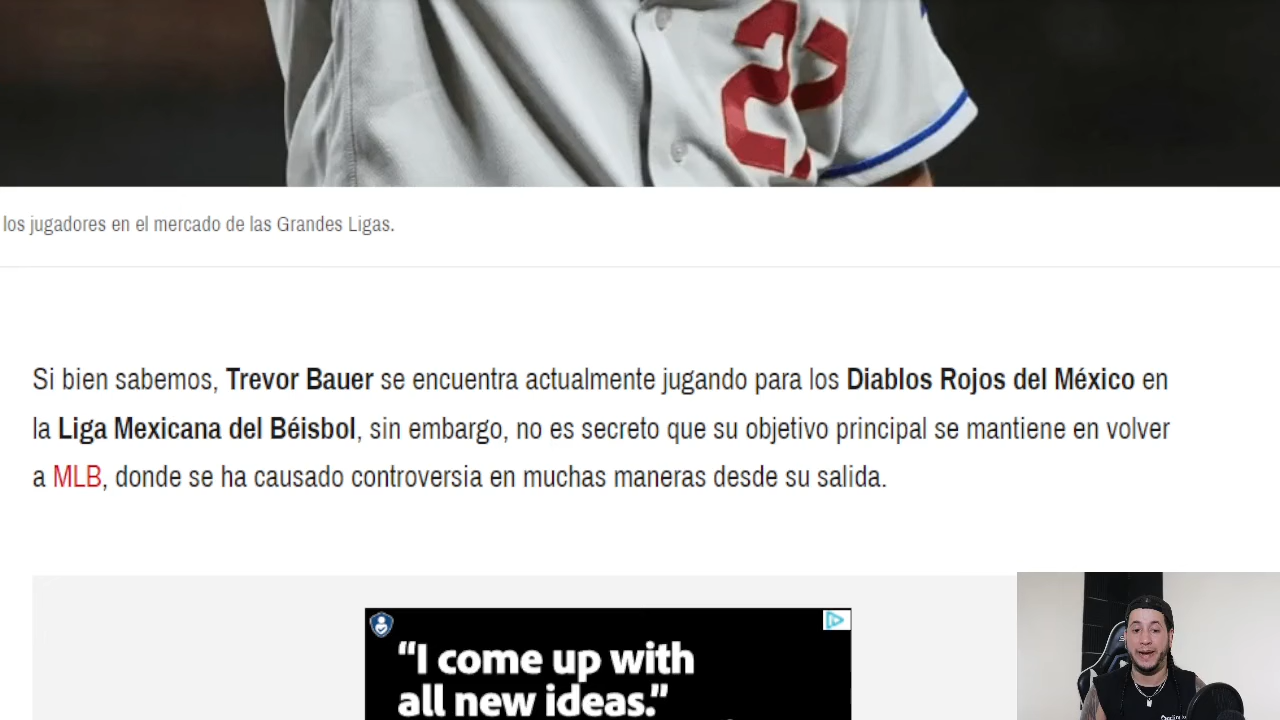 22
los jugadores en el mercado de las Grandes Ligas.
Si bien sabemos, Trevor Bauer se encuentra actualmente jugando para los Diablos Rojos del México en
la Liga Mexicana del Béisbol, sin embargo, no es secreto que su objetivo principal se mantiene en volver
a MLB, donde se ha causado controversia en muchas maneras desde su salida.
“I come up with
all new ideas.”